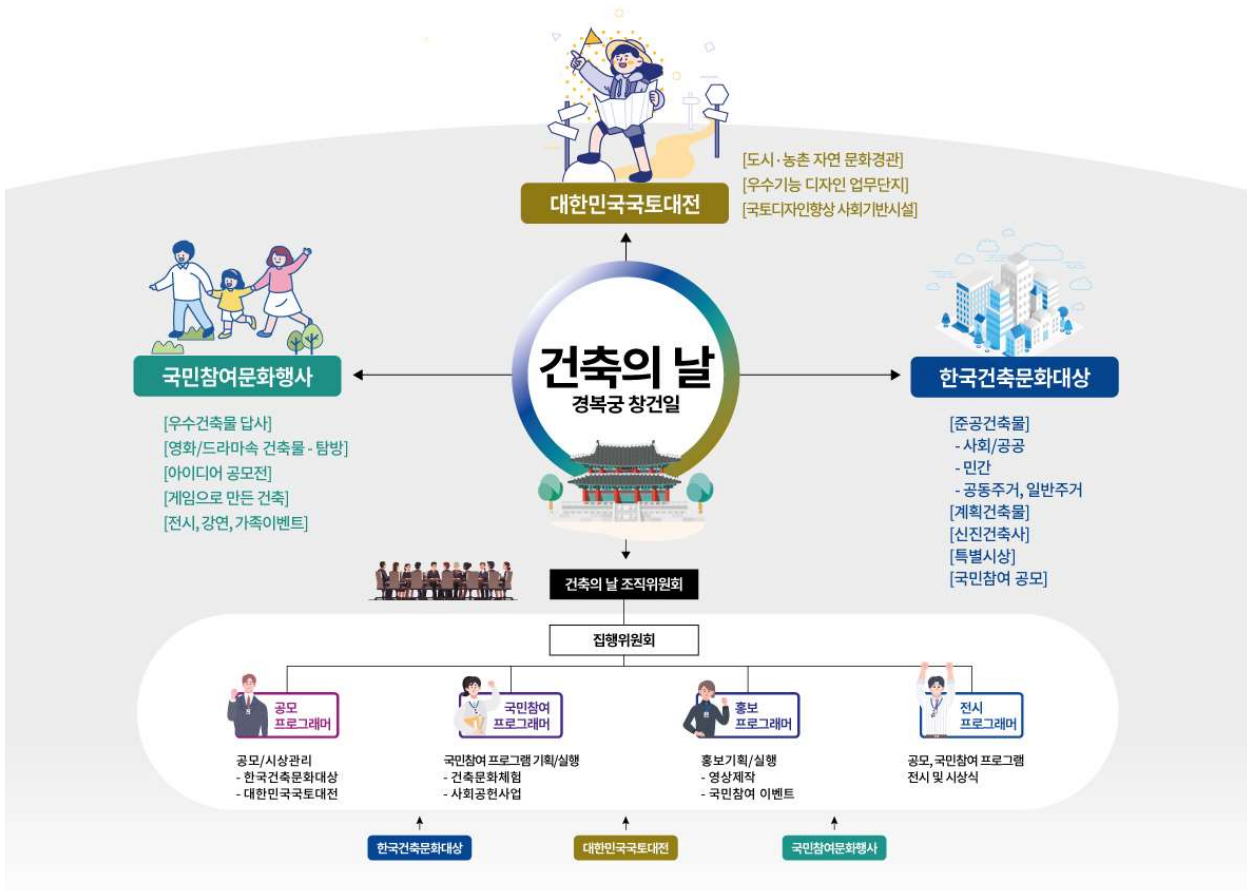 [도시·농촌 자연 문화경관]
[우수기능 디자인 업무단지]
[국토디자인향상 사회기반시설]
대한민국국토대전
건축의 날
경복궁 창건일
국민참여문화행사
[우수건축물 답사]
[영화/드라마속 건축물 - 탐방]
[아이디어 공모전]
[게임으로 만든 건축]
[전시, 강연, 가족이벤트]
한국건축문화대상
[준공건축물]
- 사회/공공
- 민간
- 공동주거, 일반주거
[계획건축물]
[신진건축사]
[특별시상]
[국민참여 공모]
건축의 날 조직위원회
집행위원회
공모
프로그래머
공모/시상관리
- 한국건축문화대상
- 대한민국국토대전
국민참여
프로그래머
국민참여 프로그램 기획/실행
- 건축문화체험
- 사회공헌사업
홍보
프로그래머
홍보기획/실행
- 영상제작
- 국민참여 이벤트
전시
프로그래머
공모, 국민참여 프로그램
전시 및 시상식
한국건축문화대상
대한민국국토대전
국민참여문화행사